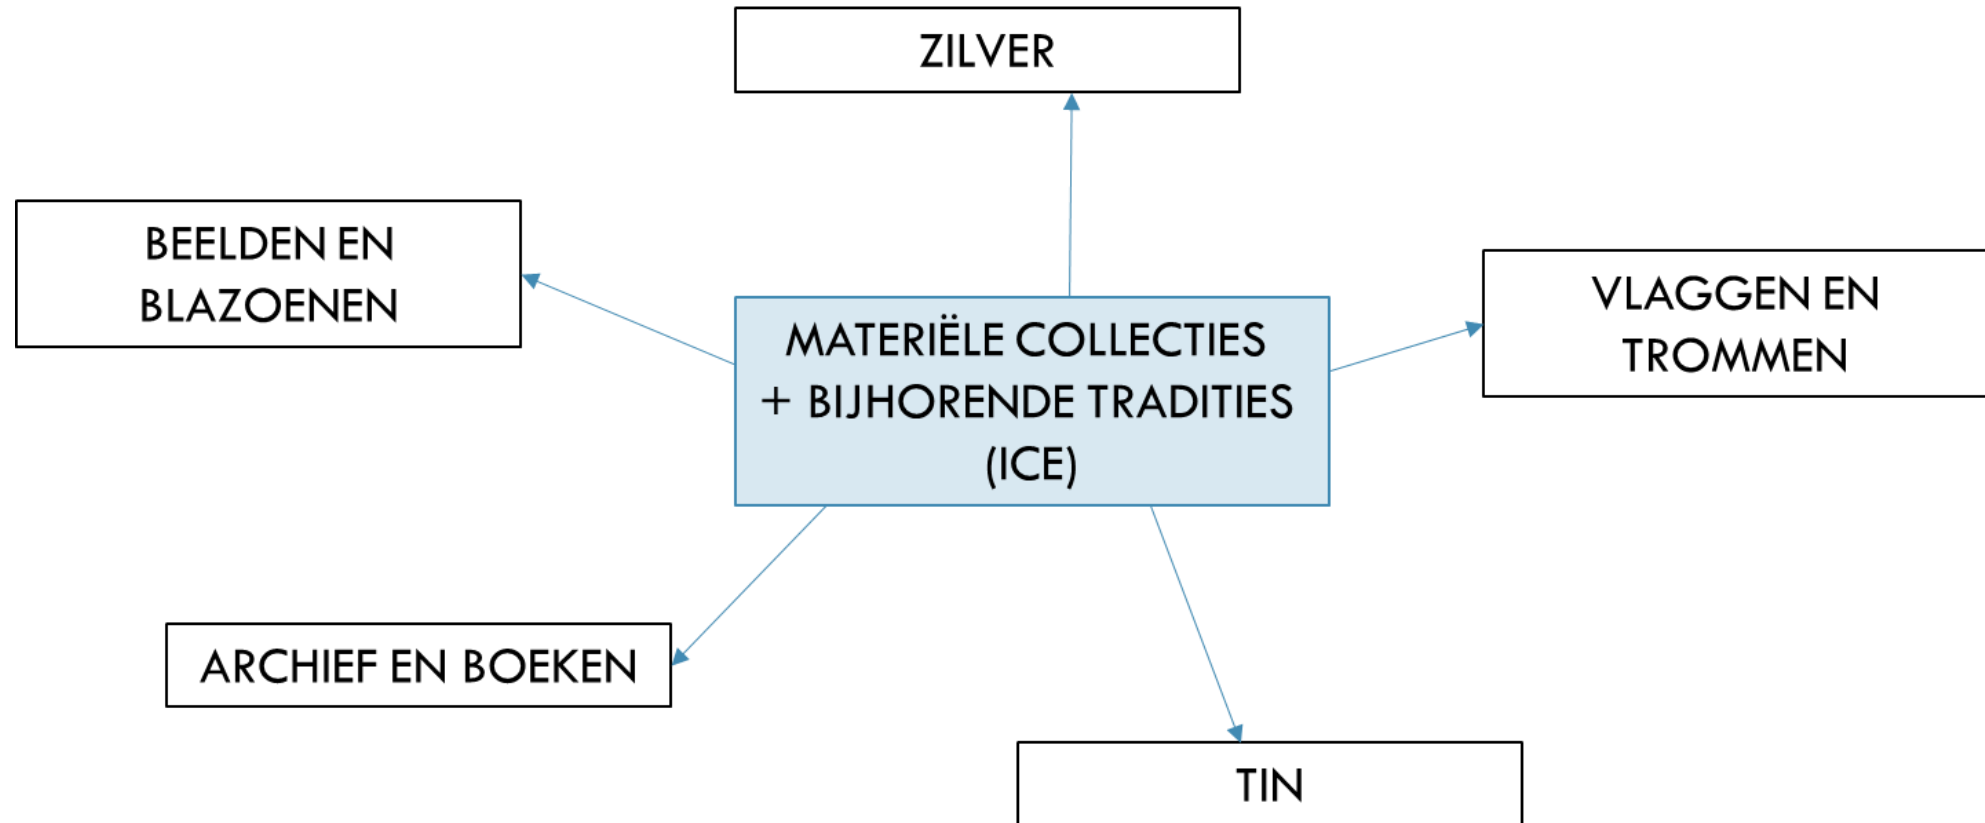 ZILVER
BEELDEN EN
BLAZOENEN
VLAGGEN EN
TROMMEN
MATERIËLE COLLECTIES
+ BIJHORENDE TRADITIES
(ICE)
ARCHIEF EN BOEKEN
TIN